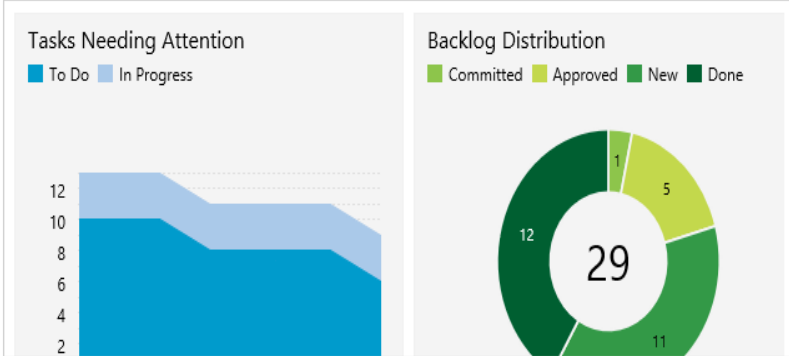 Tasks Needing Attention
To Do In Progress
12
10
8
6
4
2
Backlog Distribution
Committed Approved New Done
1
5
12
29
11